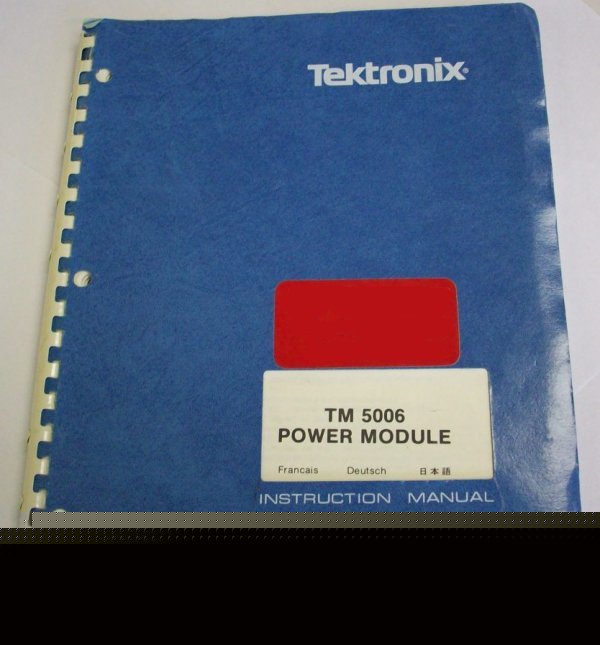 Tektronix®
TM 5006
POWER MODULE
Francais Deutsch 日本語
INSTRUCTION MANUAL